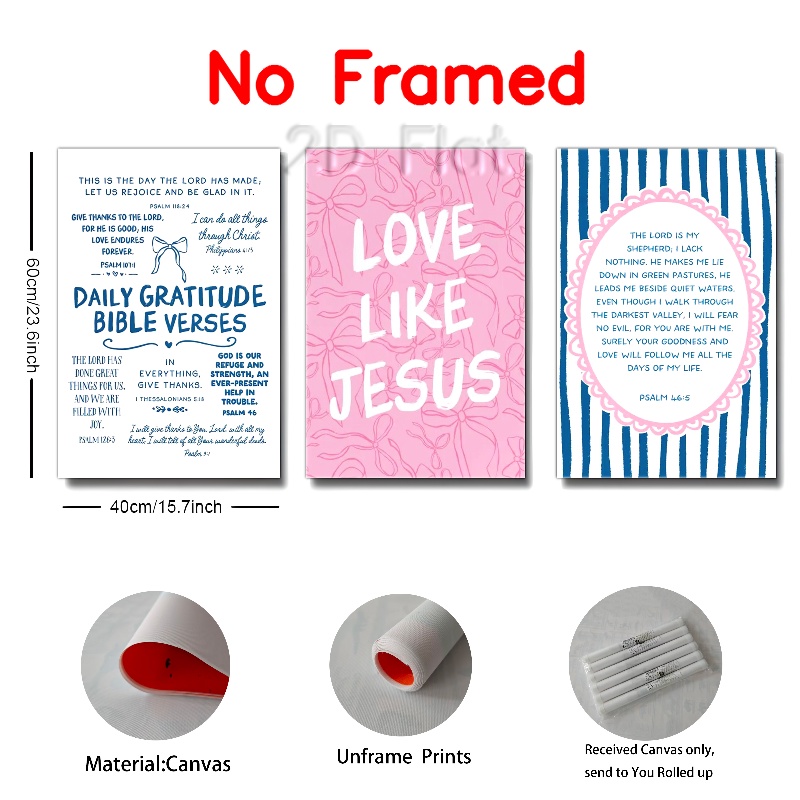 No Framed
2D Flat
60cm/23.6inch
THIS IS THE DAY THE LORD HAS MADE;
LET US REJOICE AND BE GLAD IN IT.
PSALM 118:24
GIVE THANKS TO THE LORD,
FOR HE IS GOOD; HIS
LOVE ENDURES
FOREVER.
PSALM 107:1
I can do all things
through Christ.
Philippians 4:13
DAILY GRATITUDE
BIBLE VERSES
THE LORD HAS
DONE GREAT
THINGS FOR US,
AND WE ARE
FILLED WITH
JOY.
PSALM 126:3
IN
EVERYTHING,
GIVE THANKS.
1 THESSALONIANS 5:18
GOD IS OUR
REFUGE AND
STRENGTH, AN
EVER-PRESENT
HELP IN
TROUBLE.
PSALM 46
I will give thanks to You, Lord, with all my
heart; I will tell of all Your wonderful deeds.
Psalm 9:1
LOVE
LIKE
JESUS
THE LORD IS MY
SHEPHERD; I LACK
NOTHING. HE MAKES ME LIE
DOWN IN GREEN PASTURES, HE
LEADS ME BESIDE QUIET WATERS.
EVEN THOUGH I WALK THROUGH
THE DARKEST VALLEY, I WILL FEAR
NO EVIL, FOR YOU ARE WITH ME.
SURELY YOUR GOODNESS AND
LOVE WILL FOLLOW ME ALL THE
DAYS OF MY LIFE.
PSALM 46:5
40cm/15.7inch
Material:Canvas
Unframe Prints
Received Canvas only,
send to You Rolled up